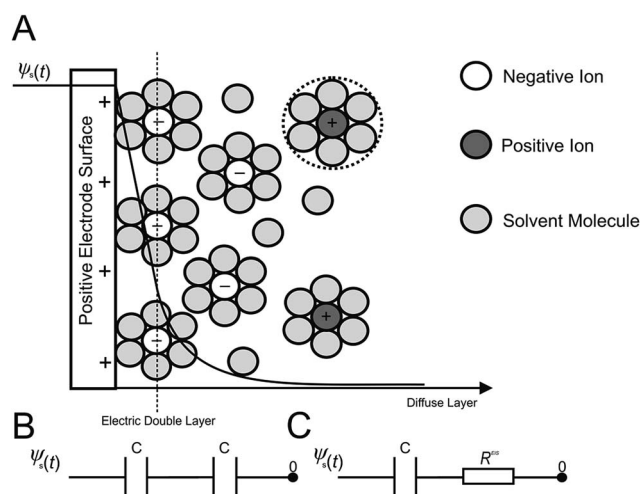 A
ψs(t)
Positive Electrode Surface
+
+
+
+
−
−
−
−
−
+
+
Negative Ion
Positive Ion
Solvent Molecule
Diffuse Layer
Electric Double Layer
B
ψs(t)
C
C
0
C
ψs(t)
C
R
0